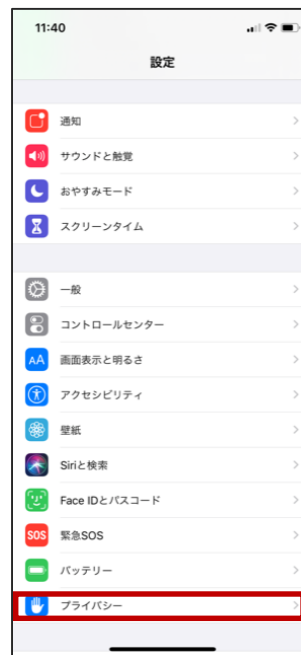 11:40
設定
通知
サウンドと触覚
おやすみモード
スクリーンタイム
一般
コントロールセンター
AA 画面表示と明るさ
アクセシビリティ
壁紙
Siriと検索
Face IDとパスコード
SOS 緊急SOS
バッテリー
プライバシー